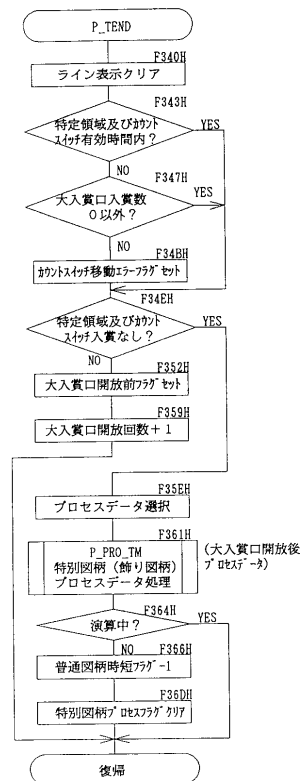 P_TEND
F340H
ライン表示クリア
F343H
特定領域及びｶｳﾝﾄ
ｽｲｯﾁ有効時間内？
YES
NO
F347H
大入賞口入賞数
０以外？
YES
NO
F34BH
ｶｳﾝﾄｽｲｯﾁ移動ｴﾗｰﾌﾗｸﾞｾｯﾄ
F34EH
特定領域及びｶｳﾝﾄ
ｽｲｯﾁ入賞なし？
YES
NO
F352H
大入賞口開放前ﾌﾗｸﾞｾｯﾄ
F359H
大入賞口開放回数＋１
F35EH
プロセスデータ選択
F361H
P_PRO_TM
特別図柄（飾り図柄）
プロセスデータ処理
(大入賞口開放後
ﾌﾟﾛｾｽﾃﾞｰﾀ)
F364H
演算中？
YES
NO
F366H
普通図柄時短ﾌﾗｸﾞ-1
F36DH
特別図柄ﾌﾟﾛｾｽﾌﾗｸﾞｸﾘｱ
復帰